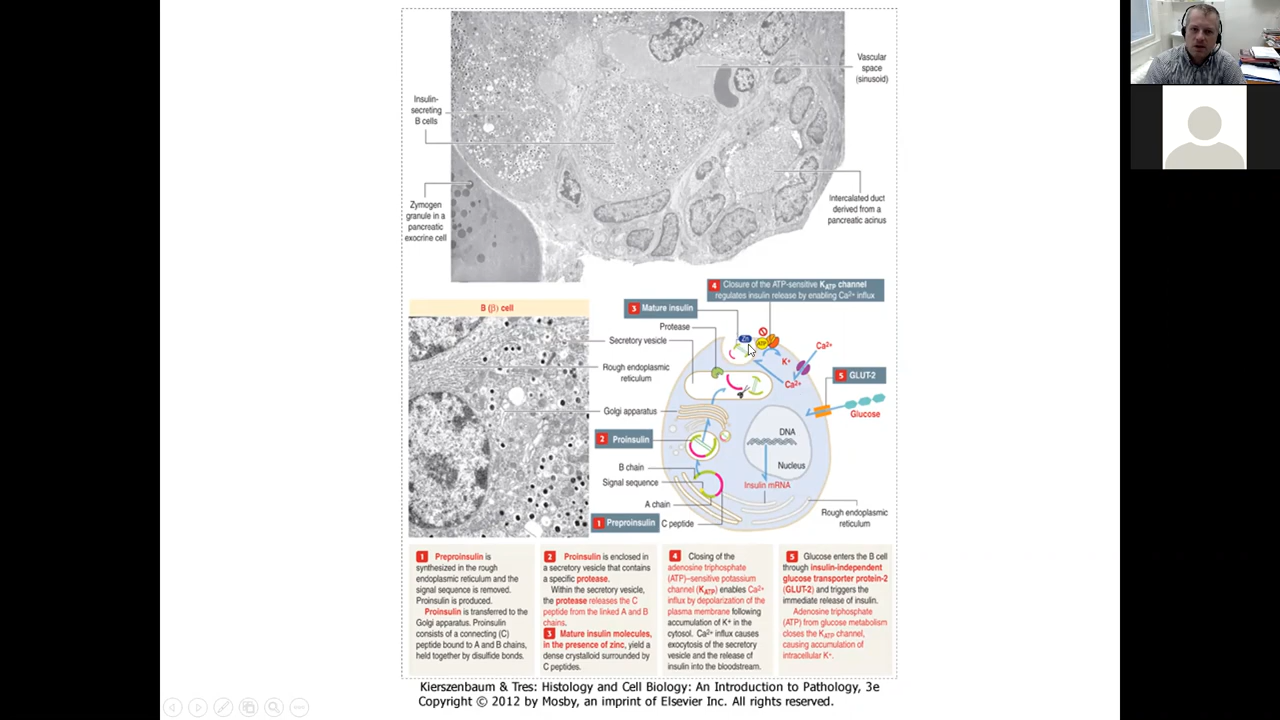 Vascular
space
(sinusoid)
Insulin-
secreting
B cells
Zymogen
granule in a
pancreatic
exocrine cell
Intercalated duct
derived from a
pancreatic acinus
4 Closure of the ATP-sensitive KATP channel
regulates insulin release by enabling Ca2+ influx
B (β) cell
3 Mature insulin
Protease
Secretory vesicle
Rough endoplasmic
reticulum
Golgi apparatus
2 Proinsulin
B chain
Signal sequence
A chain
1 Preproinsulin
C peptide
Zn
ATP
K+
Ca2+
Ca2+
5 GLUT-2
Glucose
DNA
Nucleus
Insulin mRNA
Rough endoplasmic
reticulum
1 Preproinsulin is
synthesized in the rough
endoplasmic reticulum and the
signal sequence is removed.
Proinsulin is produced.
Proinsulin is transferred to the
Golgi apparatus. Proinsulin
consists of a connecting (C)
peptide bound to A and B chains,
held together by disulfide bonds.
2 Proinsulin is enclosed in
a secretory vesicle that contains
a specific protease.
Within the secretory vesicle,
the protease releases the C
peptide from the linked A and B
chains.
3 Mature insulin molecules,
in the presence of zinc, yield a
dense crystalloid surrounded by
C peptides.
4 Closing of the
adenosine triphosphate
(ATP)–sensitive potassium
channel (KATP) enables Ca2+
influx by depolarization of the
plasma membrane following
accumulation of K+ in the
cytosol. Ca2+ influx causes
exocytosis of the secretory
vesicle and the release of
insulin into the bloodstream.
5 Glucose enters the B cell
through insulin-independent
glucose transporter protein-2
(GLUT-2) and triggers the
immediate release of insulin.
Adenosine triphosphate
(ATP) from glucose metabolism
closes the KATP channel,
causing accumulation of
intracellular K+.
Kierszenbaum & Tres: Histology and Cell Biology: An Introduction to Pathology, 3e
Copyright © 2012 by Mosby, an imprint of Elsevier Inc. All rights reserved.